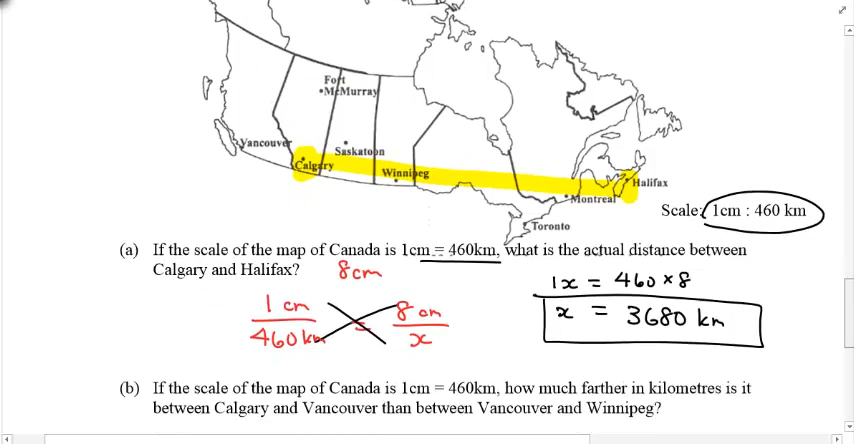 Fort
•McMurray
Vancouver
Calgary
Saskatoon
Winnipeg
Halifax
Montreal
Scale: 1cm : 460 km
Toronto
(a) If the scale of the map of Canada is 1cm = 460km, what is the actual distance between
Calgary and Halifax?
8cm
1 cm
460 km
=
8 cm
x
1x = 460 × 8
x = 3680 km
(b) If the scale of the map of Canada is 1cm = 460km, how much farther in kilometres is it
between Calgary and Vancouver than between Vancouver and Winnipeg?